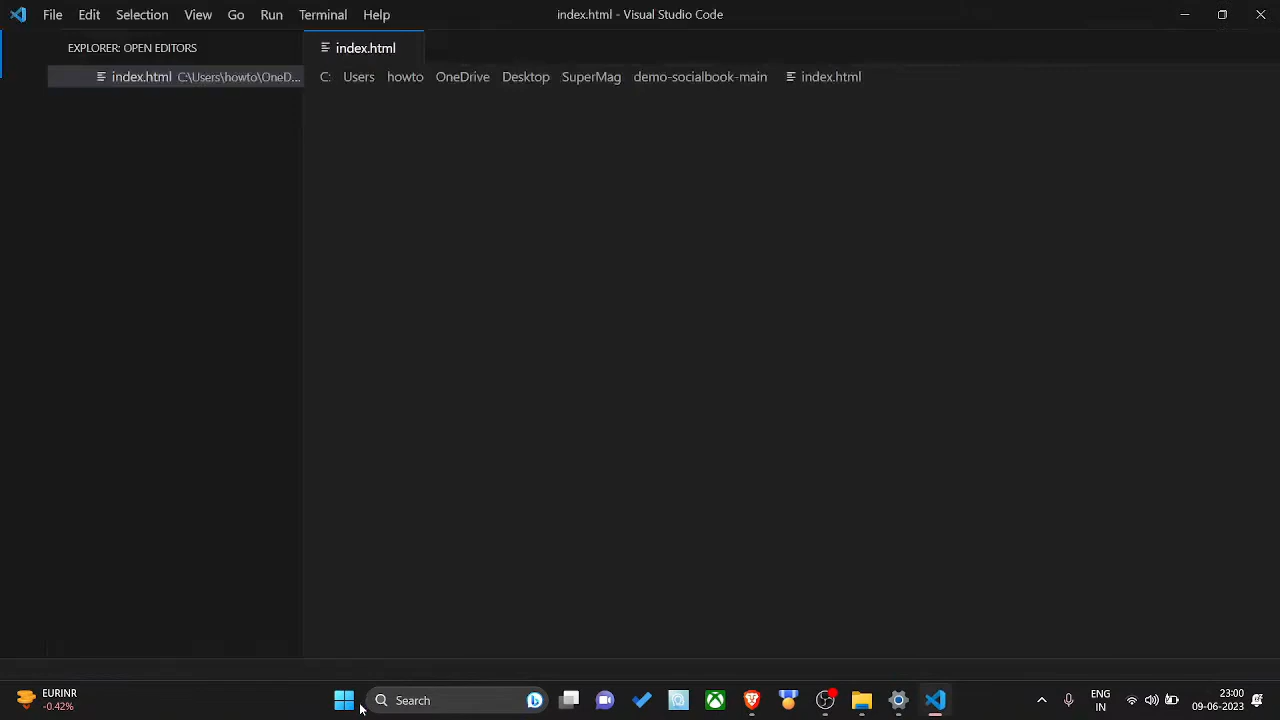 File Edit Selection View Go Run Terminal Help
index.html - Visual Studio Code
EXPLORER: OPEN EDITORS
index.html C:\Users\howto\OneD...
index.html
C: Users howto OneDrive Desktop SuperMag demo-socialbook-main index.html
EURINR
-0.42%
Search
ENG
IN
23:00
09-06-2023